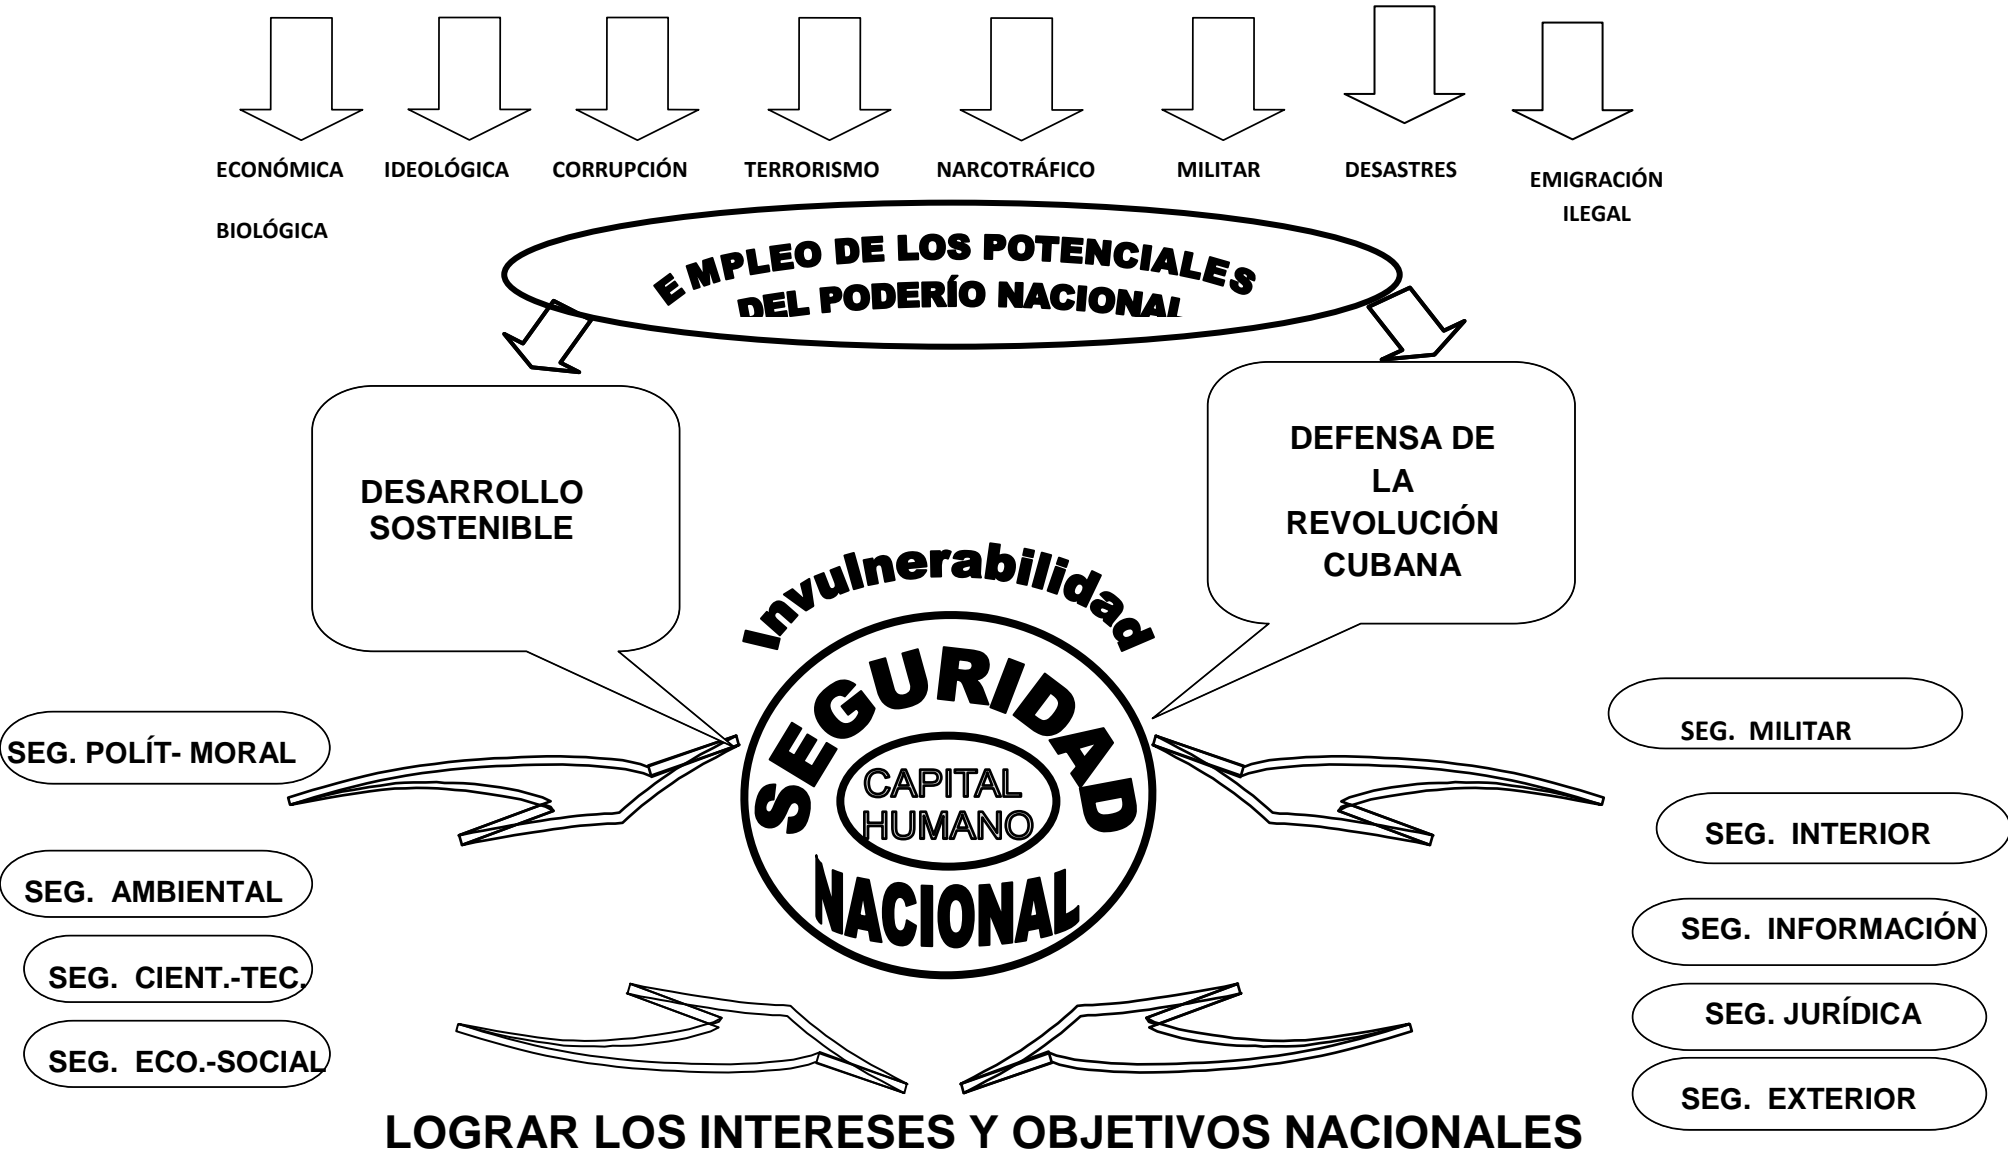 ECONÓMICA IDEOLÓGICA CORRUPCIÓN TERRORISMO NARCOTRÁFICO MILITAR DESASTRES EMIGRACIÓN
ILEGAL
BIOLÓGICA
EMPLEO DE LOS POTENCIALES
DEL PODERÍO NACIONAL
DESARROLLO
SOSTENIBLE
DEFENSA DE
LA
REVOLUCIÓN
CUBANA
Invulnerabilidad
SEGURIDAD
CAPITAL
HUMANO
NACIONAL
SEG. POLÍT- MORAL
SEG. AMBIENTAL
SEG. CIENT.-TEC.
SEG. ECO.-SOCIAL
SEG. MILITAR
SEG. INTERIOR
SEG. INFORMACIÓN
SEG. JURÍDICA
SEG. EXTERIOR
LOGRAR LOS INTERESES Y OBJETIVOS NACIONALES